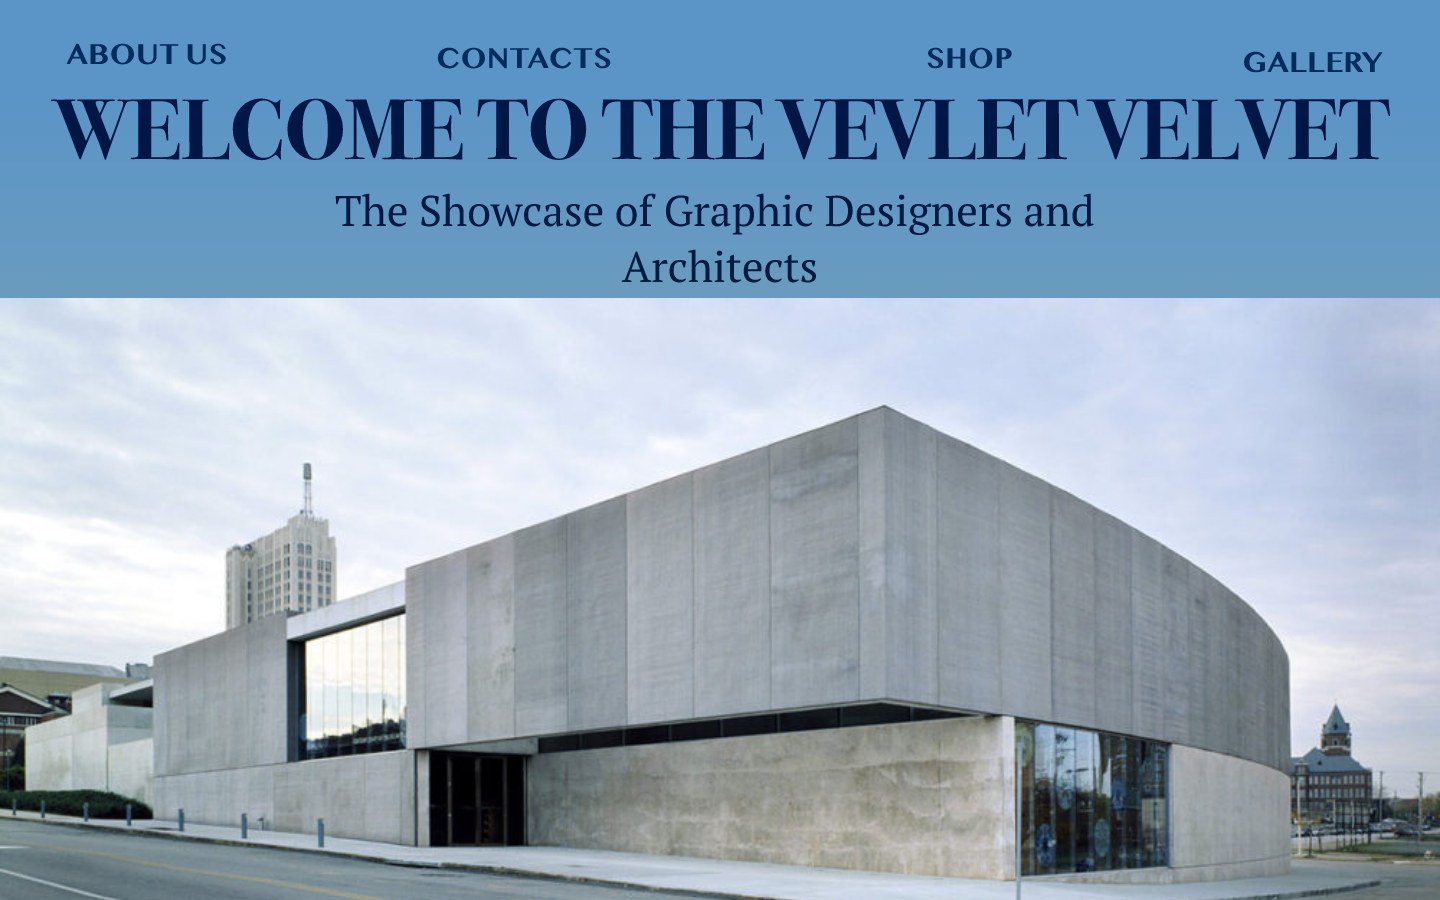 ABOUT US
CONTACTS
SHOP
GALLERY
WELCOME TO THE VEVLET VELVET
The Showcase of Graphic Designers and
Architects